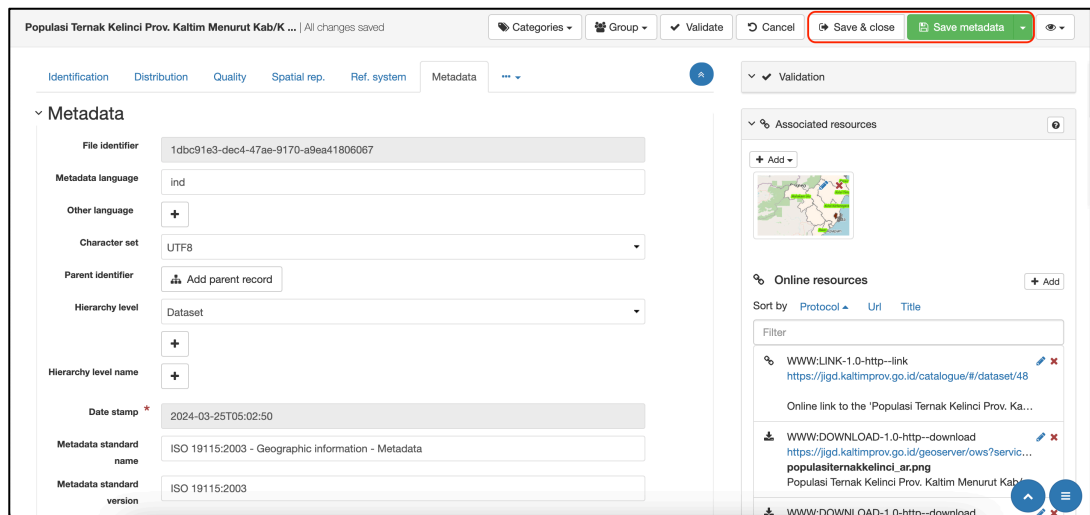 Populasi Ternak Kelinci Prov. Kaltim Menurut Kab/K ... | All changes saved
Categories
Group
Validate
Cancel
Save & close
Save metadata
Identification
Distribution
Quality
Spatial rep.
Ref. system
Metadata
Metadata
File identifier
1dbc91e3-dec4-47ae-9170-a9ea41806067
Metadata language
ind
Other language
Character set
UTF8
Parent identifier
Add parent record
Hierarchy level
Dataset
Hierarchy level name
Date stamp *
2024-03-25T05:02:50
Metadata standard
name
ISO 19115:2003 - Geographic information - Metadata
Metadata standard
version
ISO 19115:2003
Validation
Associated resources
+ Add
Online resources
+ Add
Sort by Protocol Url Title
Filter
WWW:LINK-1.0-http--link
https://jigd.kaltimprov.go.id/catalogue/#/dataset/48
Online link to the 'Populasi Ternak Kelinci Prov. Ka...
WWW:DOWNLOAD-1.0-http--download
https://jigd.kaltimprov.go.id/geoserver/ows?servic...
populasiternakkelinci_ar.png
Populasi Ternak Kelinci Prov. Kaltim Menurut Kab/
WWW:DOWNLOAD-1.0-http--download